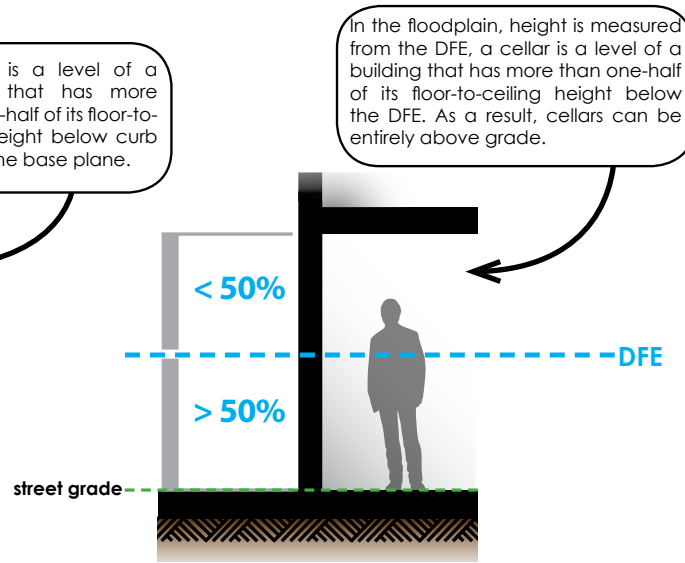 is a level of a
that has more
-half of its floor-to-
eight below curb
ne base plane.
In the floodplain, height is measured
from the DFE, a cellar is a level of a
building that has more than one-half
of its floor-to-ceiling height below
the DFE. As a result, cellars can be
entirely above grade.
< 50%
DFE
> 50%
street grade